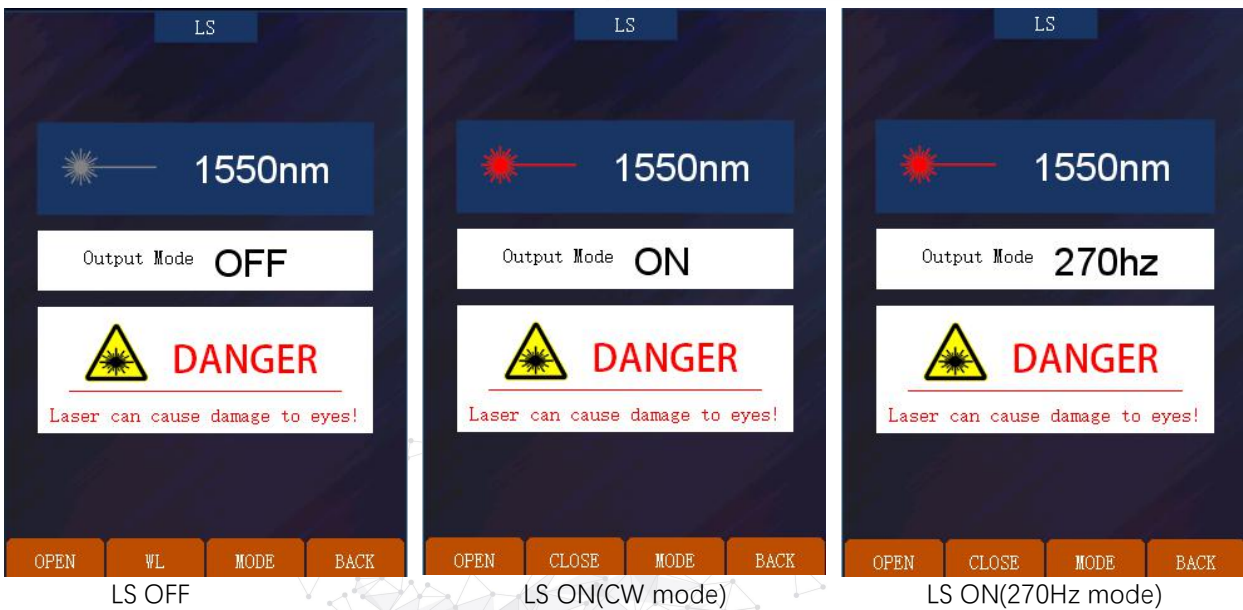 LS
1550nm
Output Mode OFF
DANGER
Laser can cause damage to eyes!
OPEN WL MODE BACK
LS OFF
LS
1550nm
Output Mode ON
DANGER
Laser can cause damage to eyes!
OPEN CLOSE MODE BACK
LS ON(CW mode)
LS
1550nm
Output Mode 270hz
DANGER
Laser can cause damage to eyes!
OPEN CLOSE MODE BACK
LS ON(270Hz mode)